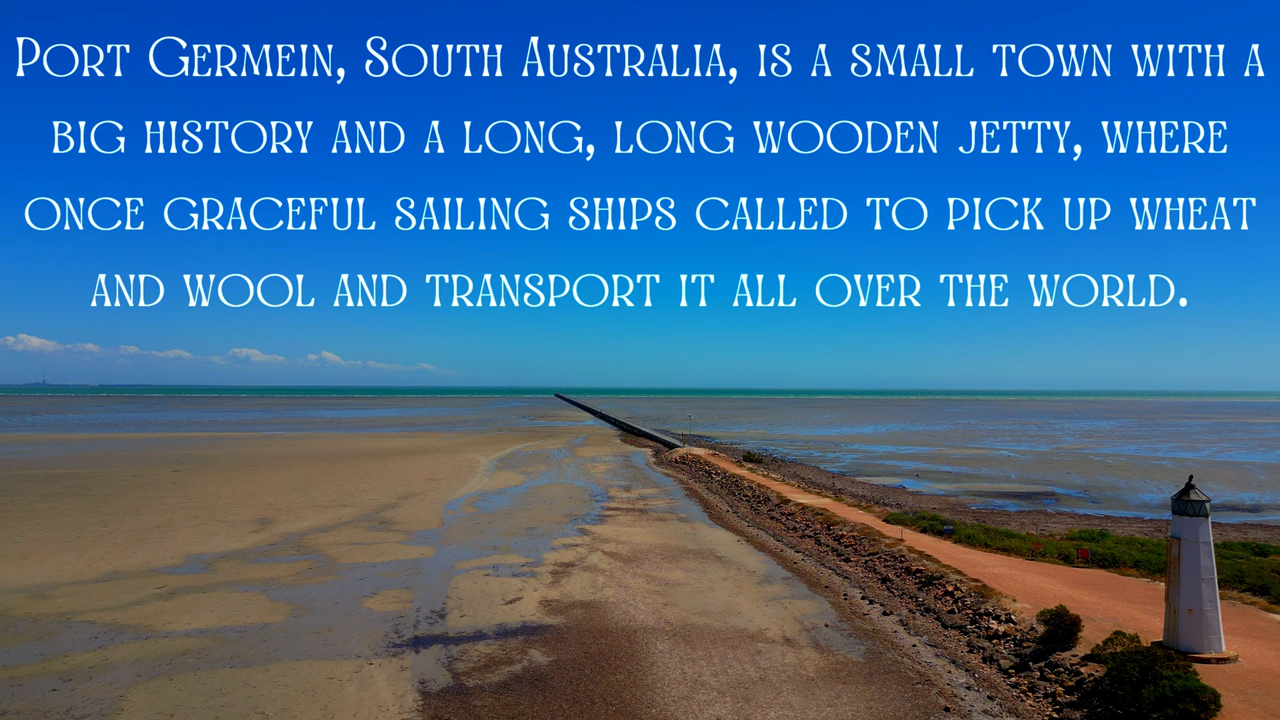 Port Germein, South Australia, is a small town with a
big history and a long, long wooden jetty, where
once graceful sailing ships called to pick up wheat
and wool and transport it all over the world.